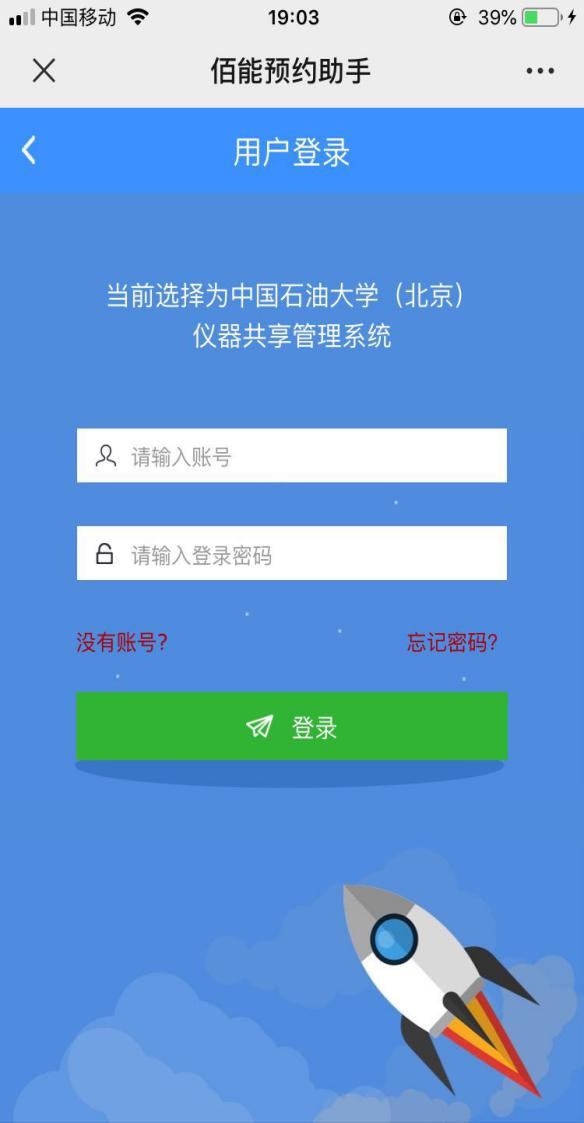 中国移动
19:03
39%
佰能预约助手
用户登录
当前选择为中国石油大学（北京）
仪器共享管理系统
请输入账号
请输入登录密码
没有账号?
忘记密码?
登录